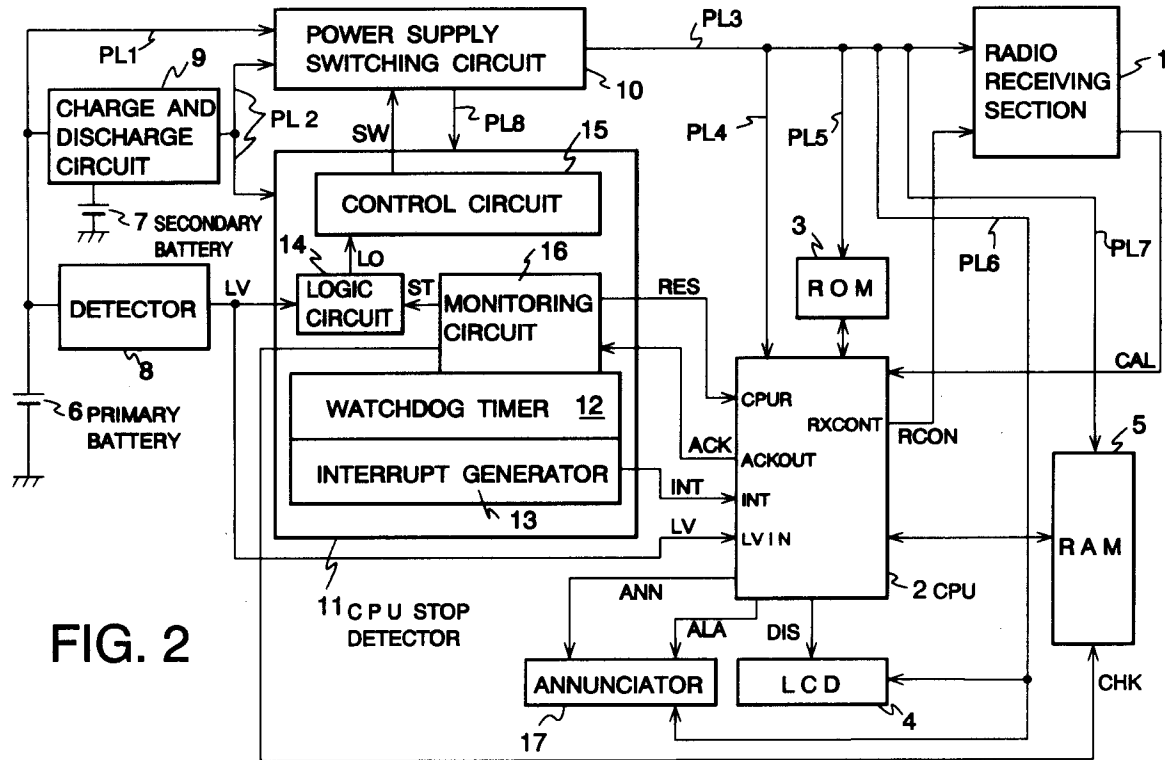 PL1
POWER SUPPLY
SWITCHING CIRCUIT
10
PL3
RADIO
RECEIVING
SECTION
1
9
CHARGE AND
DISCHARGE
CIRCUIT
PL2
SW
PL8
15
PL4
PL5
CONTROL CIRCUIT
7 SECONDARY
BATTERY
14
LO
16
3
PL6
PL7
DETECTOR
8
LV
LOGIC
CIRCUIT
ST
MONITORING
CIRCUIT
RES
ROM
CAL
6 PRIMARY
BATTERY
WATCHDOG TIMER 12
CPUR
RXCONT
RCON
5
ACK
ACKOUT
INTERRUPT GENERATOR
13
INT
INT
LV
LVIN
RAM
11 CPU STOP
DETECTOR
ANN
2 CPU
FIG. 2
ALA
DIS
ANNUNCIATOR
17
LCD
4
CHK